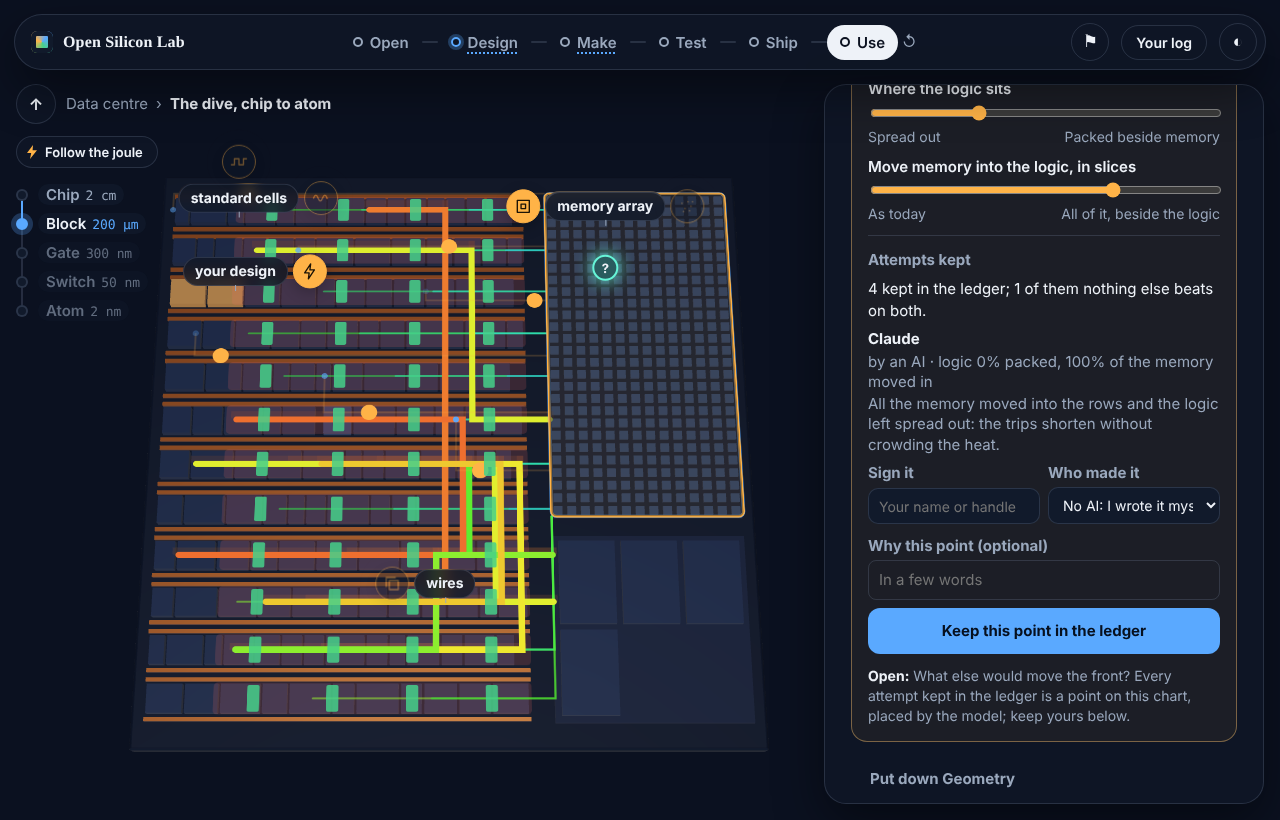 Open Silicon Lab
Open
Design
Make
Test
Ship
Use
Your log
Data centre › The dive, chip to atom
Follow the joule
Chip 2 cm
Block 200 µm
Gate 300 nm
Switch 50 nm
Atom 2 nm
standard cells
memory array
your design
?
wires
Where the logic sits
Spread out
Packed beside memory
Move memory into the logic, in slices
As today
All of it, beside the logic
Attempts kept
4 kept in the ledger; 1 of them nothing else beats
on both.
Claude
by an AI · logic 0% packed, 100% of the memory
moved in
All the memory moved into the rows and the logic
left spread out: the trips shorten without
crowding the heat.
Sign it
Who made it
Your name or handle
No AI: I wrote it mys
Why this point (optional)
In a few words
Keep this point in the ledger
Open: What else would move the front? Every
attempt kept in the ledger is a point on this chart,
placed by the model; keep yours below.
Put down Geometry